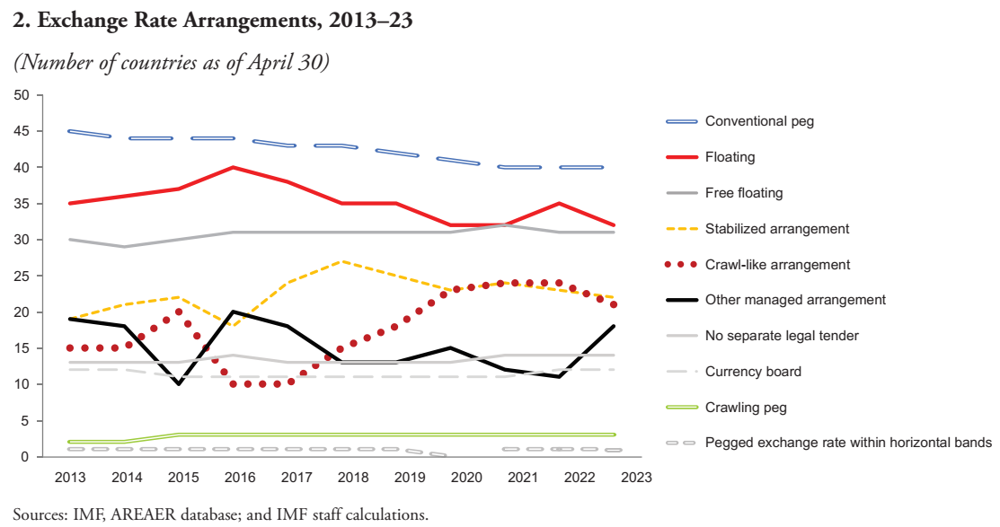 2. Exchange Rate Arrangements, 2013–23
(Number of countries as of April 30)
50
45
40
35
30
25
20
15
10
5
0
2013 2014 2015 2016 2017 2018 2019 2020 2021 2022 2023
Conventional peg
Floating
Free floating
Stabilized arrangement
Crawl-like arrangement
Other managed arrangement
No separate legal tender
Currency board
Crawling peg
Pegged exchange rate within horizontal bands
Sources: IMF, AREAER database; and IMF staff calculations.